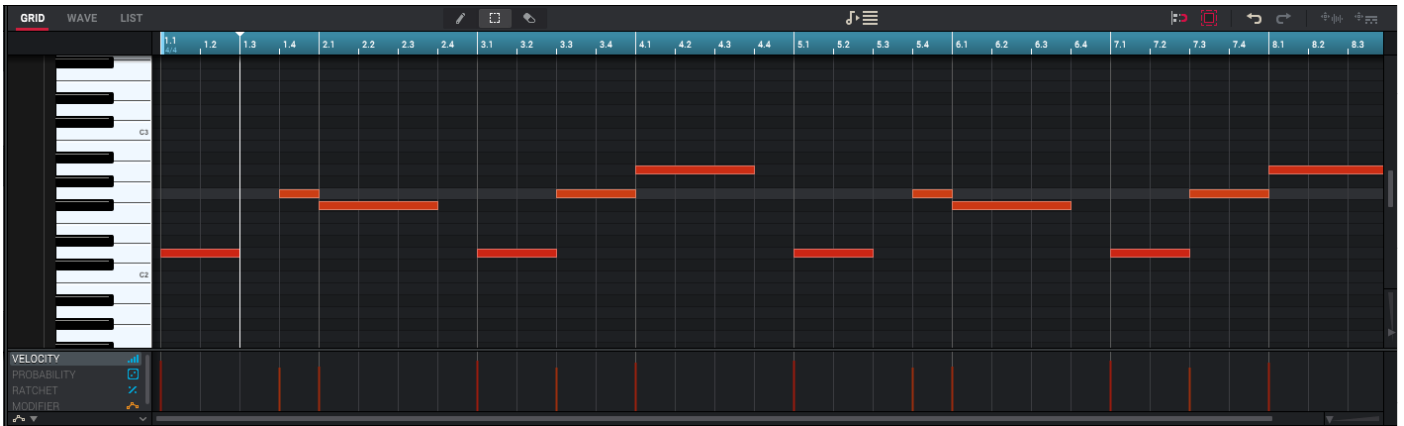 GRID WAVE LIST
1.1 1.2 1.3 1.4 2.1 2.2 2.3 2.4 3.1 3.2 3.3 3.4 4.1 4.2 4.3 4.4 5.1 5.2 5.3 5.4 6.1 6.2 6.3 6.4 7.1 7.2 7.3 7.4 8.1 8.2 8.3
4/4
C3
C2
VELOCITY
PROBABILITY
RATCHET
MODIFIER